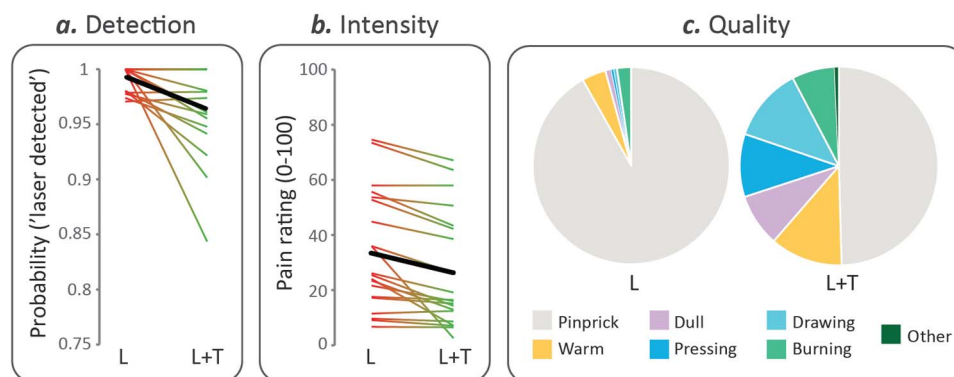 a. Detection
Probability ('laser detected')
1
0.95
0.9
0.85
0.8
0.75
L L+T
b. Intensity
Pain rating (0-100)
100
80
60
40
20
0
L L+T
c. Quality
L L+T
Pinprick Dull Drawing Other
Warm Pressing Burning